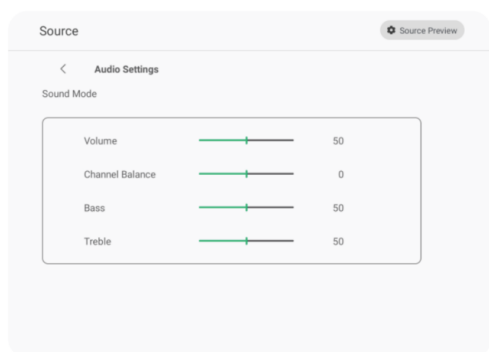 Source
Source Preview
Audio Settings
Sound Mode
Volume 50
Channel Balance 0
Bass 50
Treble 50